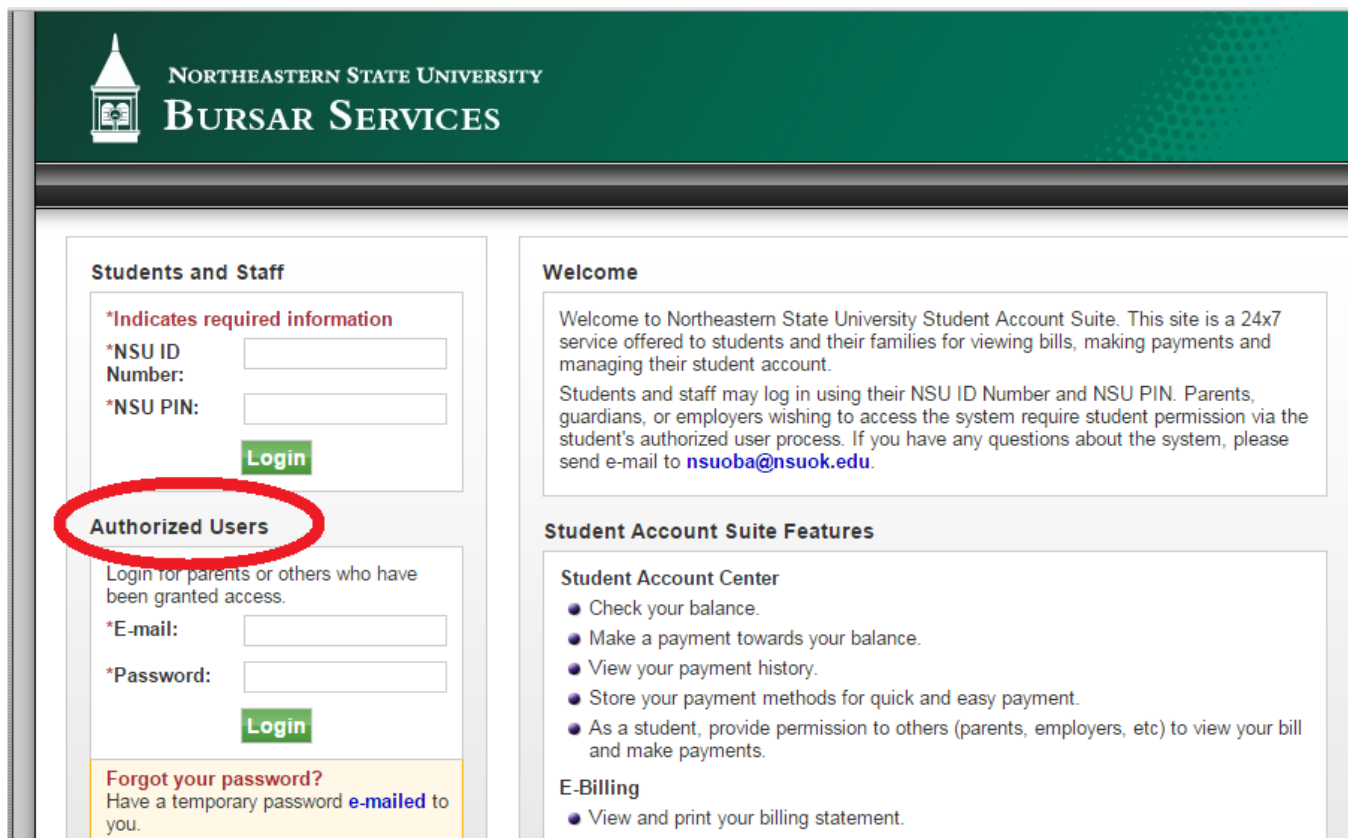 NORTHEASTERN STATE UNIVERSITY
BURSAR SERVICES
Students and Staff
*Indicates required information
*NSU ID
Number:
*NSU PIN:
Login
Authorized Users
Login for parents or others who have
been granted access.
*E-mail:
*Password:
Login
Forgot your password?
Have a temporary password e-mailed to
you.
Welcome
Welcome to Northeastern State University Student Account Suite. This site is a 24x7
service offered to students and their families for viewing bills, making payments and
managing their student account.
Students and staff may log in using their NSU ID Number and NSU PIN. Parents,
guardians, or employers wishing to access the system require student permission via the
student's authorized user process. If you have any questions about the system, please
send e-mail to nsuoba@nsuok.edu.
Student Account Suite Features
Student Account Center
Check your balance.
Make a payment towards your balance.
View your payment history.
Store your payment methods for quick and easy payment.
As a student, provide permission to others (parents, employers, etc) to view your bill
and make payments.
E-Billing
View and print your billing statement.